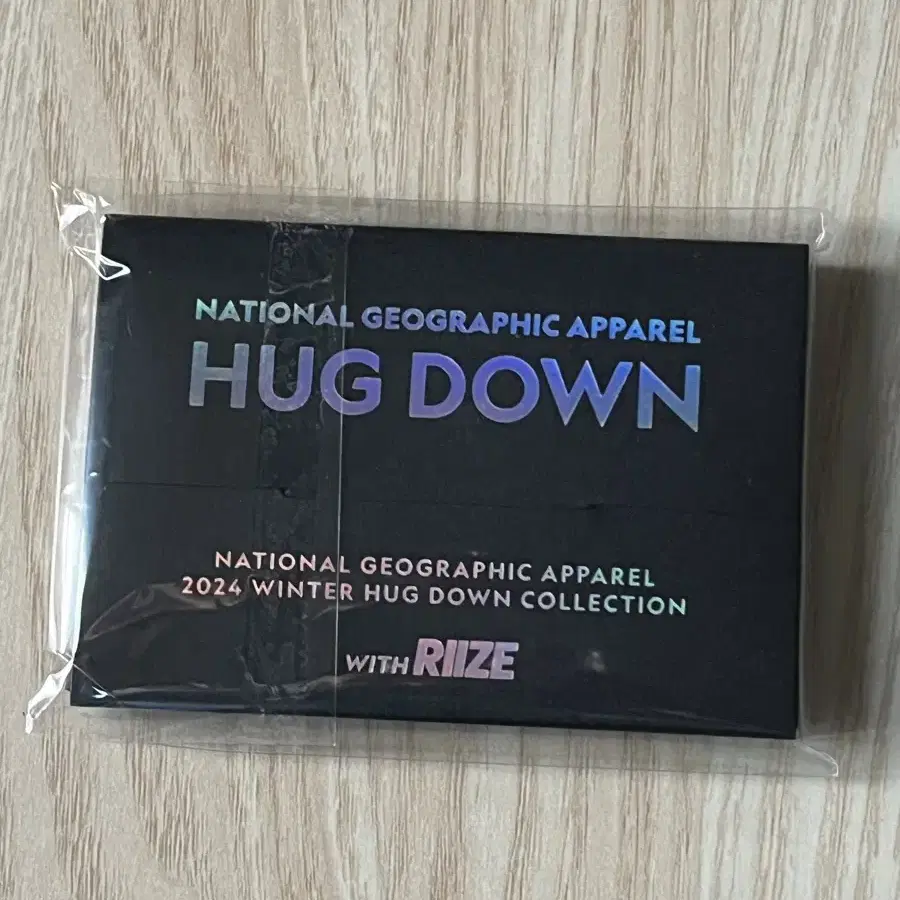 NATIONAL GEOGRAPHIC APPAREL
HUG DOWN
NATIONAL GEOGRAPHIC APPAREL
2024 WINTER HUG DOWN COLLECTION
WITH RIIZE